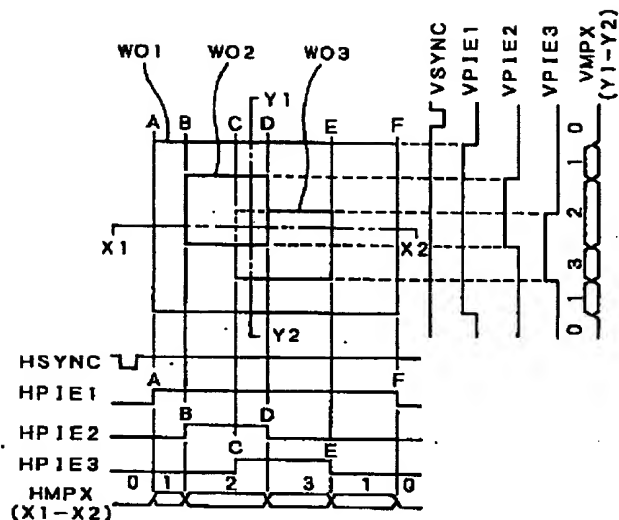 WO1 WO2 WO3
VSYNC
VPIE1
VPIE2
VPIE3
VMPX
(Y1-Y2)
Y1
A B C D E F
X1 X2
Y2
0 1 2 3 1 0
HSYNC
HPIE1 A F
HPIE2 B D
HPIE3 C E
0 1 2 3 1 0
HMPX
(X1-X2)